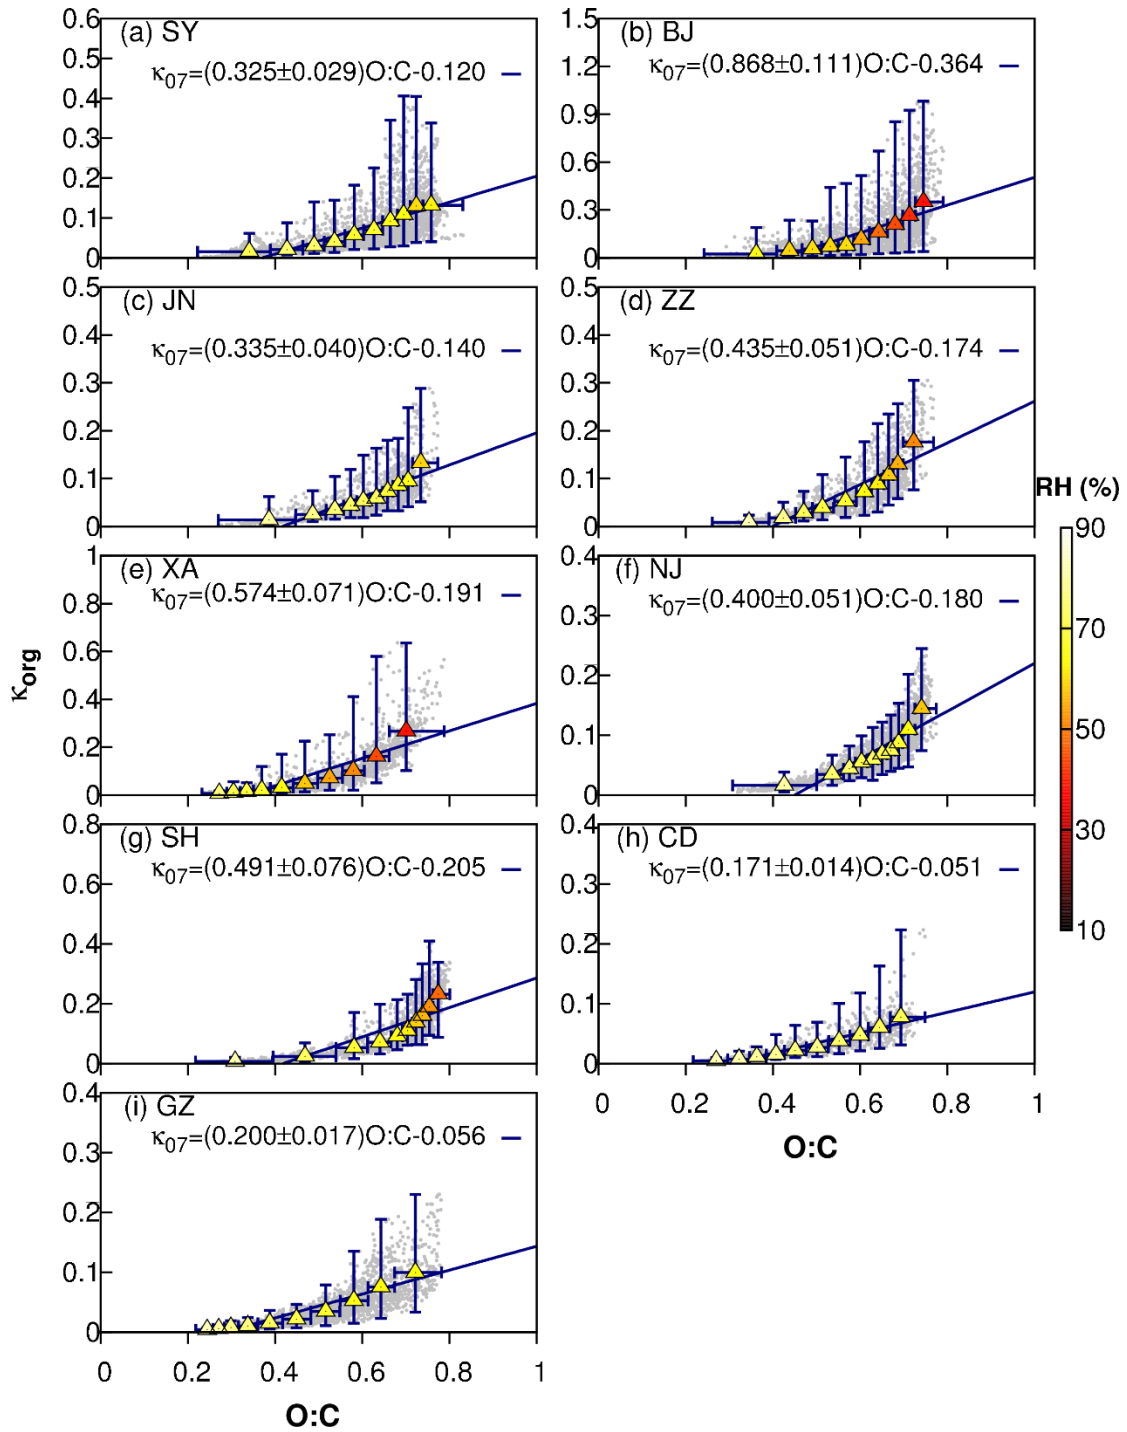 (a) SY
κ07=(0.325±0.029)O:C-0.120
0.6
0.5
0.4
0.3
0.2
0.1
0
(b) BJ
κ07=(0.868±0.111)O:C-0.364
1.5
1.2
0.9
0.6
0.3
0
(c) JN
κ07=(0.335±0.040)O:C-0.140
0.5
0.4
0.3
0.2
0.1
0
(d) ZZ
κ07=(0.435±0.051)O:C-0.174
0.5
0.4
0.3
0.2
0.1
0
(e) XA
κ07=(0.574±0.071)O:C-0.191
1
0.8
0.6
0.4
0.2
0
(f) NJ
κ07=(0.400±0.051)O:C-0.180
0.4
0.3
0.2
0.1
0
(g) SH
κ07=(0.491±0.076)O:C-0.205
0.8
0.6
0.4
0.2
0
(h) CD
κ07=(0.171±0.014)O:C-0.051
0.4
0.3
0.2
0.1
0
0 0.2 0.4 0.6 0.8 1
O:C
(i) GZ
κ07=(0.200±0.017)O:C-0.056
0.4
0.3
0.2
0.1
0
0 0.2 0.4 0.6 0.8 1
O:C
κorg
RH (%)
90
70
50
30
10